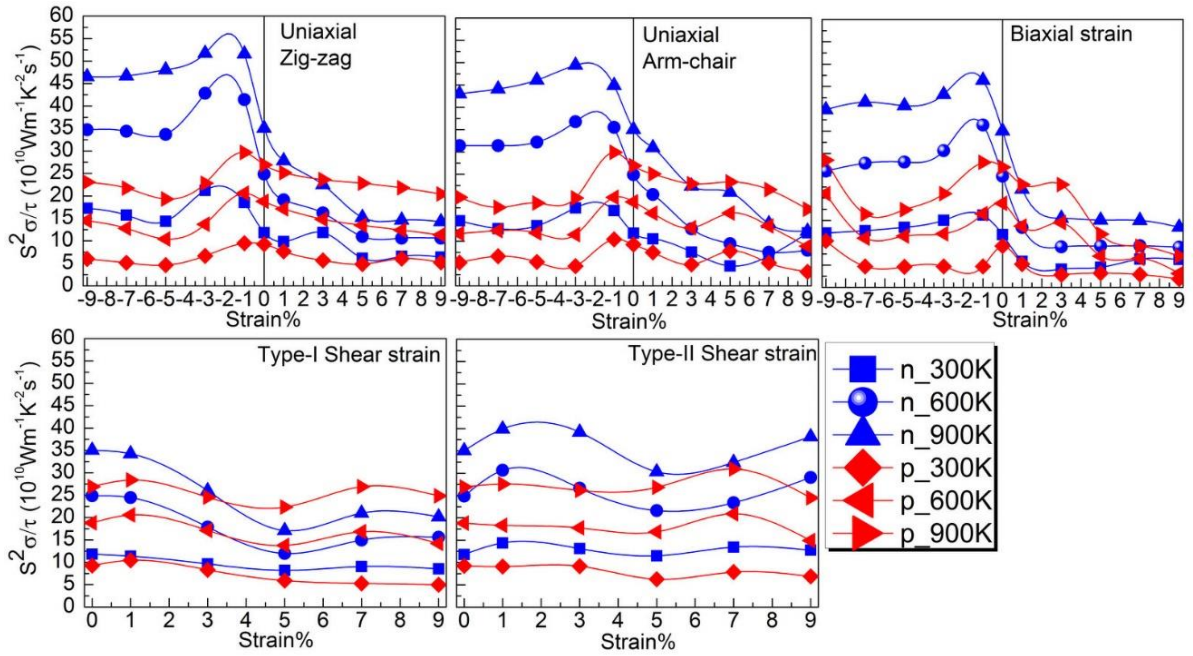 S²σ/τ (10¹⁰Wm⁻¹K⁻²s⁻¹)
60
55
50
45
40
35
30
25
20
15
10
5
0
Uniaxial
Zig-zag
-9-8-7-6-5-4-3-2-1 0 1 2 3 4 5 6 7 8 9
Strain%
Uniaxial
Arm-chair
-9-8-7-6-5-4-3-2-1 0 1 2 3 4 5 6 7 8 9
Strain%
Biaxial strain
-9-8-7-6-5-4-3-2-1 0 1 2 3 4 5 6 7 8 9
Strain%
S²σ/τ (10¹⁰Wm⁻¹K⁻²s⁻¹)
60
55
50
45
40
35
30
25
20
15
10
5
0
Type-I Shear strain
0 1 2 3 4 5 6 7 8 9
Strain%
Type-II Shear strain
0 1 2 3 4 5 6 7 8 9
Strain%
n_300K
n_600K
n_900K
p_300K
p_600K
p_900K